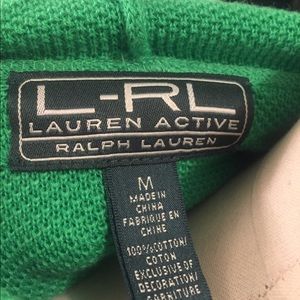 L-RL
LAUREN ACTIVE
RALPH LAUREN
M
MADE IN
CHINA
FABRIQUE EN
CHINE
100%COTTON/
COTON
EXCLUSIVE OF
DECORATION/
GARNITURE